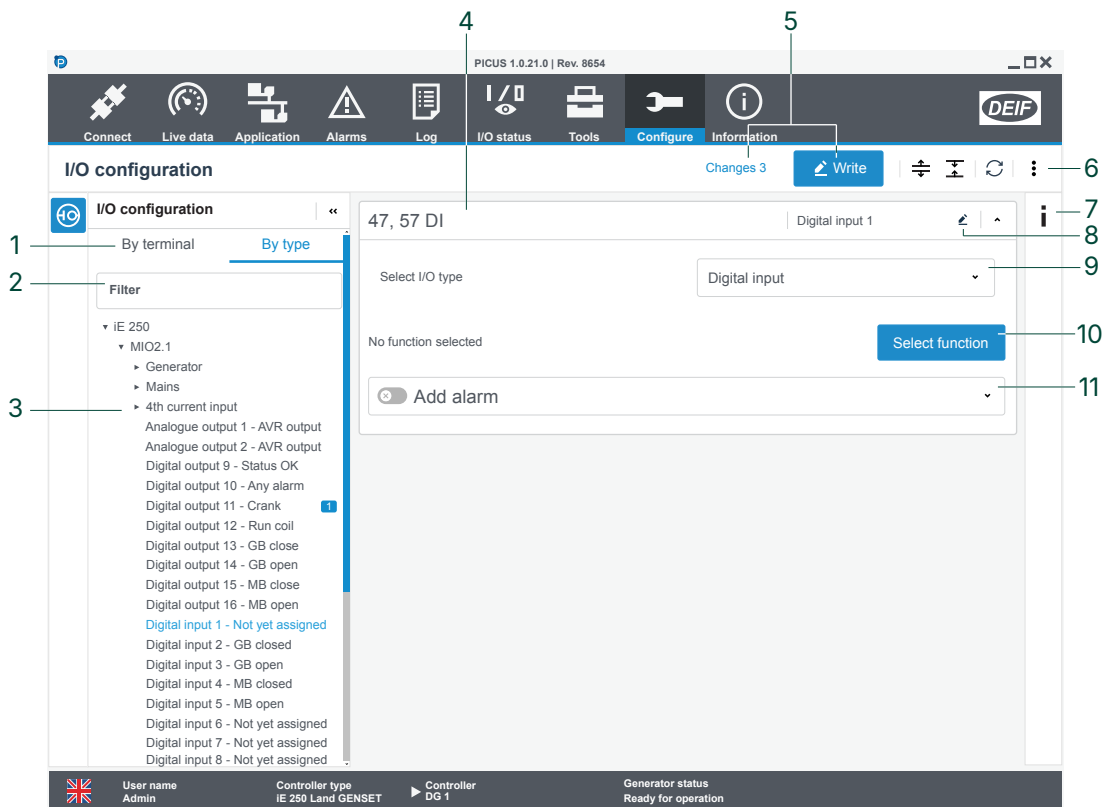 4
5
PICUS 1.0.21.0 | Rev. 8654
Connect
Live data
Application
Alarms
Log
I/O status
Tools
Configure
Information
DEIF
I/O configuration
Changes 3
Write
6
I/O configuration
47, 57 DI
Digital input 1
i
7
8
1
By terminal
By type
2
Filter
Select I/O type
Digital input
9
iE 250
MIO2.1
No function selected
Select function
10
Generator
Mains
3
4th current input
Add alarm
11
Analogue output 1 - AVR output
Analogue output 2 - AVR output
Digital output 9 - Status OK
Digital output 10 - Any alarm
Digital output 11 - Crank
1
Digital output 12 - Run coil
Digital output 13 - GB close
Digital output 14 - GB open
Digital output 15 - MB close
Digital output 16 - MB open
Digital input 1 - Not yet assigned
Digital input 2 - GB closed
Digital input 3 - GB open
Digital input 4 - MB closed
Digital input 5 - MB open
Digital input 6 - Not yet assigned
Digital input 7 - Not yet assigned
Digital input 8 - Not yet assigned
User name
Admin
Controller type
iE 250 Land GENSET
Controller
DG 1
Generator status
Ready for operation